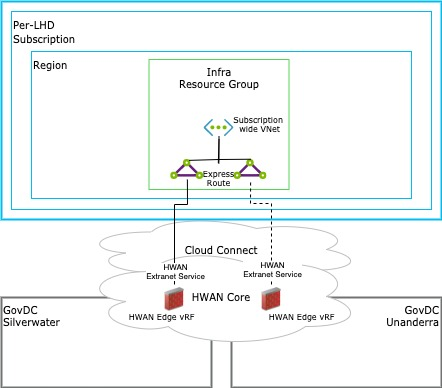 Per-LHD
Subscription
Region
Infra
Resource Group
Subscription
wide VNet
Express
Route
Cloud Connect
HWAN
Extranet Service
HWAN
Extranet Service
HWAN Core
HWAN Edge vRF
HWAN Edge vRF
GovDC
Silverwater
GovDC
Unanderra